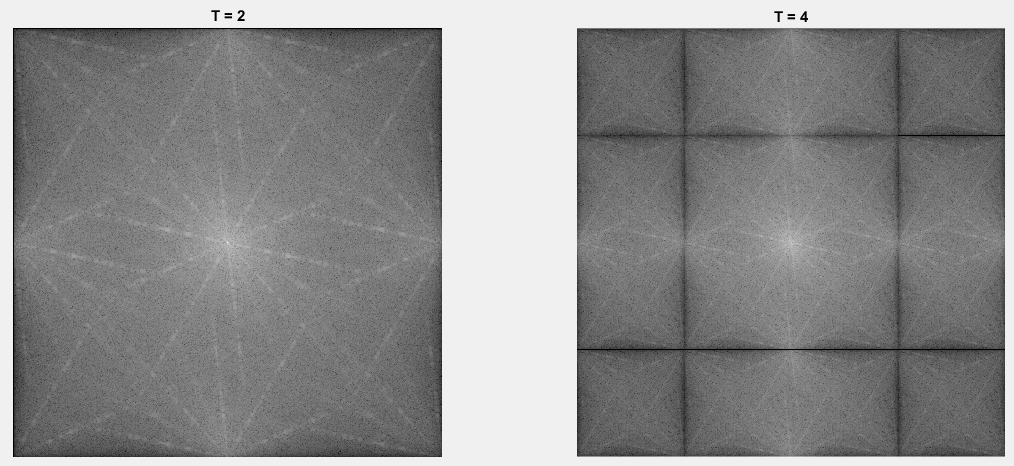 T = 2
T = 4